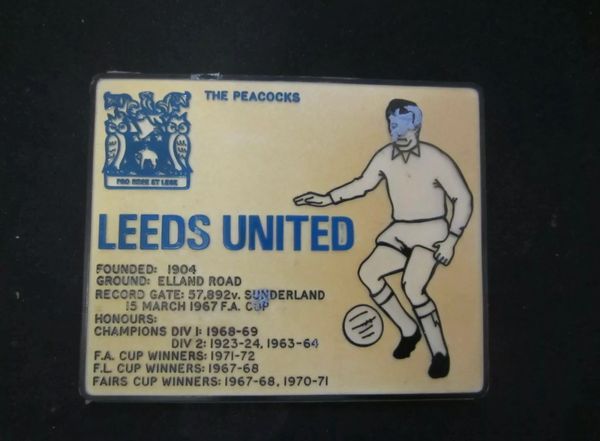 THE PEACOCKS
PRO REGE ET LEGE
LEEDS UNITED
FOUNDED: 1904
GROUND: ELLAND ROAD
RECORD GATE: 57,892v. SUNDERLAND
15 MARCH 1967 F.A. CUP
HONOURS:
CHAMPIONS DIV 1: 1968-69
DIV 2: 1923-24, 1963-64
F.A. CUP WINNERS: 1971-72
F.L. CUP WINNERS: 1967-68
FAIRS CUP WINNERS: 1967-68, 1970-71